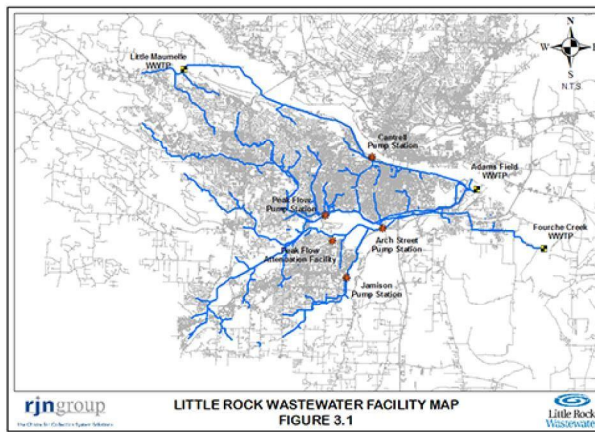 N
W
E
S
N.T.S.
Little Maumelle
WWTP
Cantrell
Pump Station
Adams Field
WWTP
Peak Flow
Pump Station
Fourche Creek
WWTP
Arch Street
Pump Station
Peak Flow
Attenuation Facility
Jamison
Pump Station
rjngroup
LITTLE ROCK WASTEWATER FACILITY MAP
FIGURE 3.1
Little Rock
Wastewater